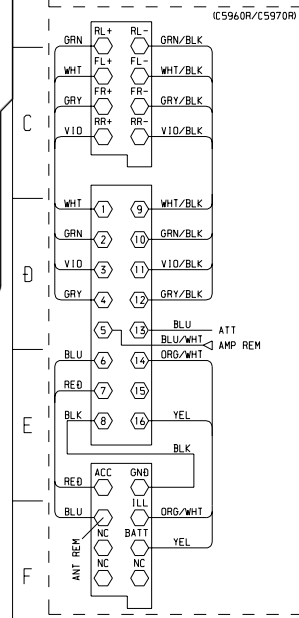 (C5960R/C5970R)
RL+ RL-
GRN GRN/BLK
FL+ FL-
WHT WHT/BLK
FR+ FR-
GRY GRY/BLK
C
RR+ RR-
VIO VIO/BLK
WHT 1 9 WHT/BLK
GRN 2 10 GRN/BLK
D
VIO 3 11 VIO/BLK
GRY 4 12 GRY/BLK
5 13 BLU ATT
BLU/WHT AMP REM
BLU 6 14 ORG/WHT
RED 7 15
E
BLK 8 16 YEL
BLK
ACC GND
RED
ILL
BLU ORG/WHT
NC BATT YEL
ANT REM
F
NC NC